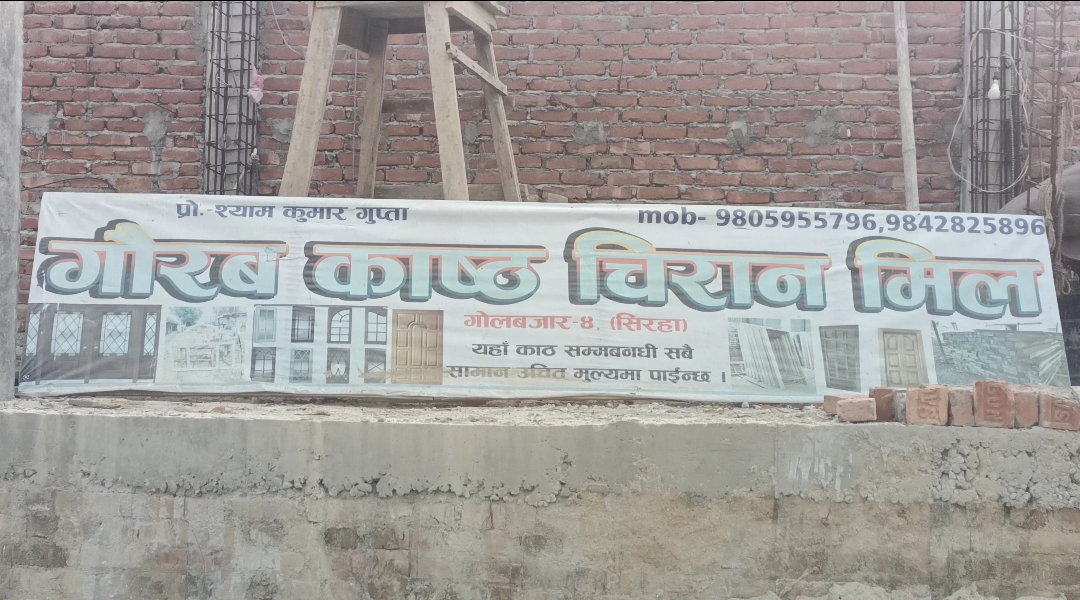 प्रो.-श्याम कुमार गुप्ता mob- 9805955796,9842825896
गौरब काष्ठ चिरान मिल
गोलबजार-४, (सिरहा)
यहाँ काठ सम्मबनधी सबै
सामान उचित मुल्यमा पाईन्छ ।